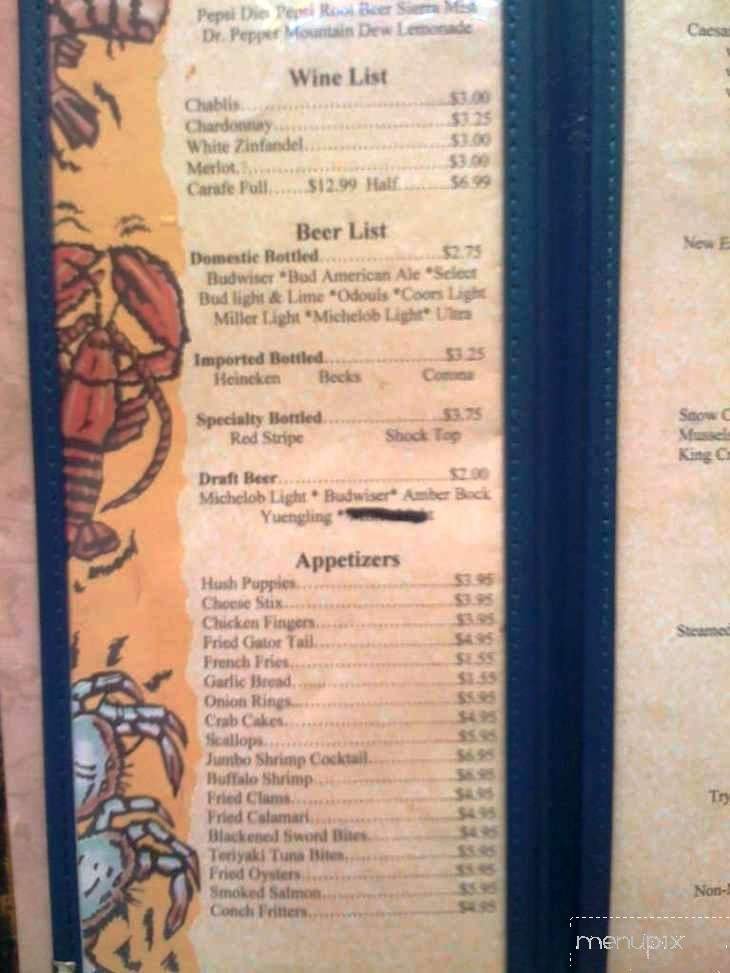 Pepsi Diet Pepsi Root Beer Sierra Mist
Dr. Pepper Mountain Dew Lemonade
Wine List
Chablis..............................$3.00
Chardonnay..............................$3.25
White Zinfandel..............................$3.00
Merlot..............................$3.00
Carafe Full.......$12.99 Half.........$6.99
Beer List
Domestic Bottled....................$2.75
Budwiser *Bud American Ale *Select
Bud light & Lime *Odouls *Coors Light
Miller Light *Michelob Light* Ultra
Imported Bottled....................$3.25
Heineken Becks Corona
Specialty Bottled....................$3.75
Red Stripe Shock Top
Draft Beer..............................$2.00
Michelob Light * Budwiser* Amber Bock
Yuengling *
Appetizers
Hush Puppies..............................$3.95
Cheese Stix..............................$3.95
Chicken Fingers..............................$3.95
Fried Gator Tail..............................$4.95
French Fries..............................$1.55
Garlic Bread..............................$1.55
Onion Rings..............................$5.95
Crab Cakes..............................$4.95
Scallops..............................$5.95
Jumbo Shrimp Cocktail....................$6.95
Buffalo Shrimp..............................$6.95
Fried Clams..............................$4.95
Fried Calamari..............................$4.95
Blackened Sword Bites....................$4.95
Teriyaki Tuna Bites....................$5.95
Fried Oysters..............................$5.95
Smoked Salmon..............................$5.95
Conch Fritters..............................$4.95
Caesa
New E
Snow C
Mussels
King Cr
Steamed
Try
Non-
menupix